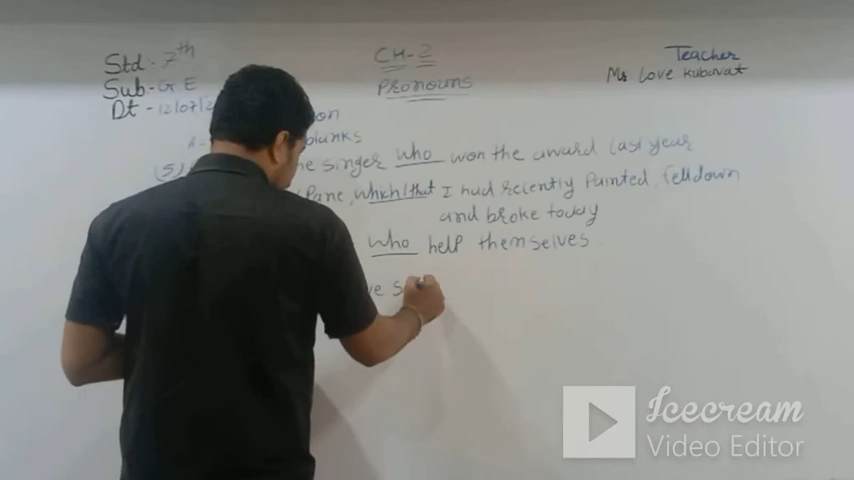 Std:- 7th
CH-2
Teacher
Sub- G E
Pronouns
Ms Love Kubavat
Dt - 12/07/2
on
A- blanks
(5) singer who won the award last year
Pane, which/that I had recently Painted, fell down
and broke today
who help themselves
ve s
Icecream
Video Editor